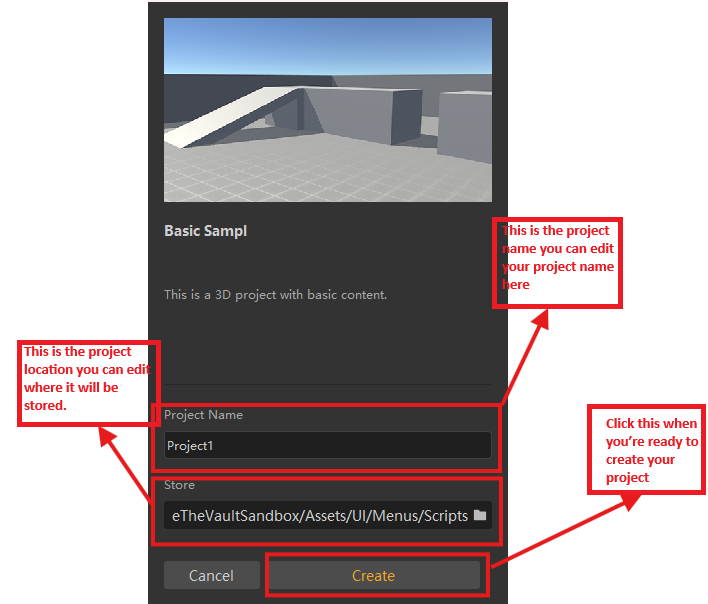 Basic Sampl
This is the project
name you can edit
your project name
here
This is a 3D project with basic content.
This is the project
location you can edit
where it will be
stored.
Project Name
Project1
Click this when
you're ready to
create your
project
Store
eTheVaultSandbox/Assets/UI/Menus/Scripts
Cancel
Create